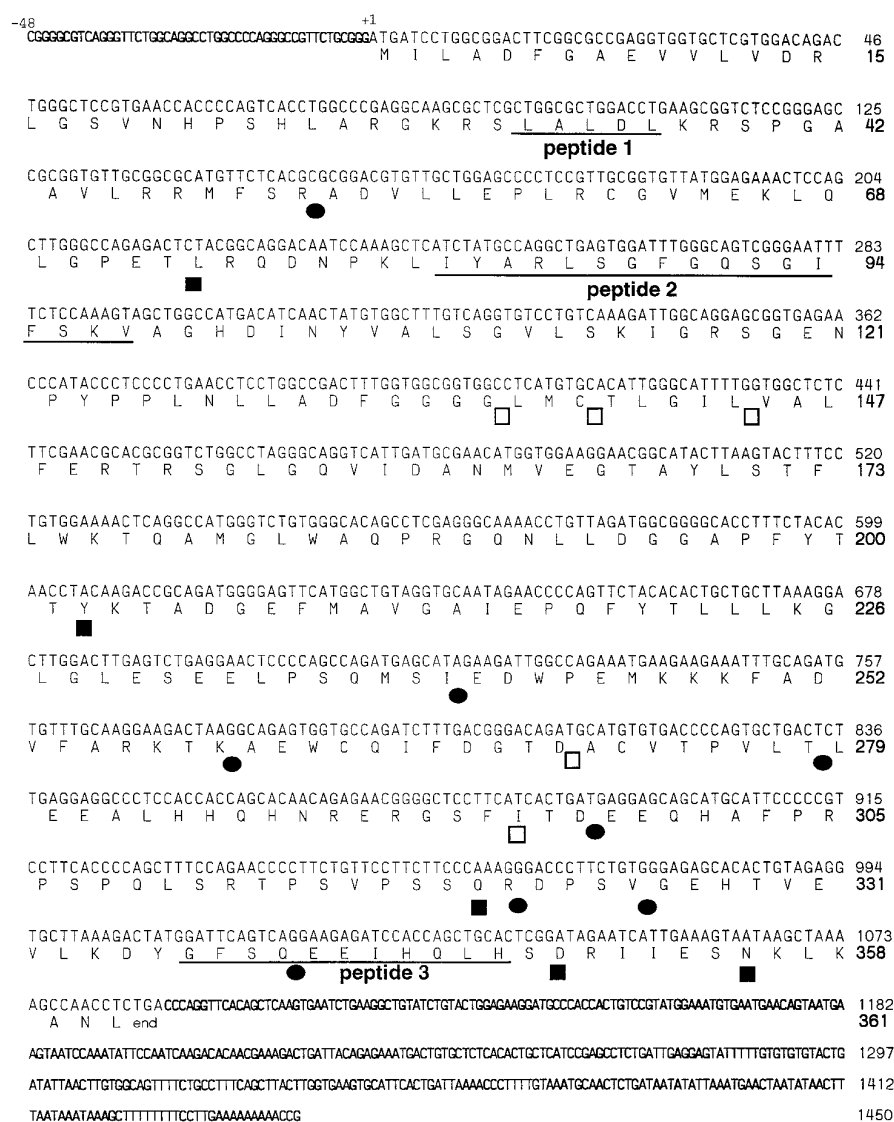 -48 +1
CGGGGCGTCAGGGTTCTGGCAGGCCTGGCCCCAGGGCCGTTCTGCGGGATGATCCTGGCGGACTTCGGCGCCGAGGTGGTGCTCGTGGACAGAC 46
M I L A D F G A E V V L V D R 15
TGGGCTCCGTGAACCACCCCAGTCACCTGGCCCGAGGCAAGCGCTCGCTGGCGCTGGACCTGAAGCGGTCTCCGGGAGC 125
L G S V N H P S H L A R G K R S L A L D L K R S P G A 42
peptide 1
CGCGGTGTTGCGGCGCATGTTCTCACGCGCGGACGTGTTGCTGGAGCCCCTCCGTTGCGGTGTTATGGAGAAACTCCAG 204
A V L R R M F S R A D V L L E P L R C G V M E K L Q 68
CTTGGGCCAGAGACTCTACGGCAGGACAATCCAAAGCTCATCTATGCCAGGCTGAGTGGATTTGGGCAGTCGGGAATTT 283
L G P E T L R Q D N P K L I Y A R L S G F G Q S G I 94
peptide 2
TCTCCAAAGTAGCTGGCCATGACATCAACTATGTGGCTTTGTCAGGTGTCCTGTCAAAGATTGGCAGGAGCGGTGAGAA 362
F S K V A G H D I N Y V A L S G V L S K I G R S G E N 121
CCCATACCCTCCCCTGAACCTCCTGGCCGACTTTGGTGGCGGTGGCCTCATGTGCACATTGGGCATTTTGGTGGCTCTC 441
P Y P P L N L L A D F G G G G L M C T L G I L V A L 147
TTCGAACGCACGCGGTCTGGCCTAGGGCAGGTCATTGATGCGAACATGGTGGAAGGAACGGCATACTTAAGTACTTTCC 520
F E R T R S G L G Q V I D A N M V E G T A Y L S T F 173
TGTGGAAAACTCAGGCCATGGGTCTGTGGGCACAGCCTCGAGGGCAAAACCTGTTAGATGGCGGGGCACCTTTCTACAC 599
L W K T Q A M G L W A Q P R G Q N L L D G G A P F Y T 200
AACCTACAAGACCGCAGATGGGGAGTTCATGGCTGTAGGTGCAATAGAACCCCAGTTCTACACACTGCTGCTTAAAGGA 678
T Y K T A D G E F M A V G A I E P Q F Y T L L L K G 226
CTTGGACTTGAGTCTGAGGAACTCCCCAGCCAGATGAGCATAGAAGATTGGCCAGAAATGAAGAAGAAATTTGCAGATG 757
L G L E S E E L P S Q M S I E D W P E M K K K F A D 252
TGTTTGCAAGGAAGACTAAGGCAGAGTGGTGCCAGATCTTTGACGGGACAGATGCATGTGTGACCCCAGTGCTGACTCT 836
V F A R K T K A E W C Q I F D G T D A C V T P V L T L 279
TGAGGAGGCCCTCCACCACCAGCACAACAGAGAACGGGGCTCCTTCATCACTGATGAGGAGCAGCATGCATTCCCCCGT 915
E E A L H H Q H N R E R G S F I T D E E Q H A F P R 305
CCTTCACCCCAGCTTTCCAGAACCCCTTCTGTTCCTTCTTCCCAAAGGGACCCTTCTGTGGGAGAGCACACTGTAGAGG 994
P S P Q L S R T P S V P S S Q R D P S V G E H T V E 331
TGCTTAAAGACTATGGATTCAGTCAGGAAGAGATCCACCAGCTGCACTCGGATAGAATCATTGAAAGTAATAAGCTAAA 1073
V L K D Y G F S Q E E I H Q L H S D R I I E S N K L K 358
peptide 3
AGCCAACCTCTGACCCAGGTTCACAGCTCAAGTGAATCTGAAGGCTGTATCTGTACTGGAGAAGGATGCCCACCACTGTCCGTATGGAAATGTGAATGAACAGTAATGA 1182
A N L end 361
AGTAATCCAAATATTCCAATCAAGACACAACGAAAGACTGATTACAGAGAAATGACTGTGCTCTCACACTGCTCATCCGAGCCTCTGATTGAGGAGTATTTTTGTGTGTGTACTG 1297
ATATTAACTTGTGGCAGTTTTCTGCCTTTCAGCTTACTTGGTGAAGTGCATTCACTGATTAAAACCCTTTTGTAAATGCAACTCTGATAATATATTAAATGAACTAATATAACTT 1412
TAATAAATAAAGCTTTTTTTTCCTTGAAAAAAAAACCG 1450